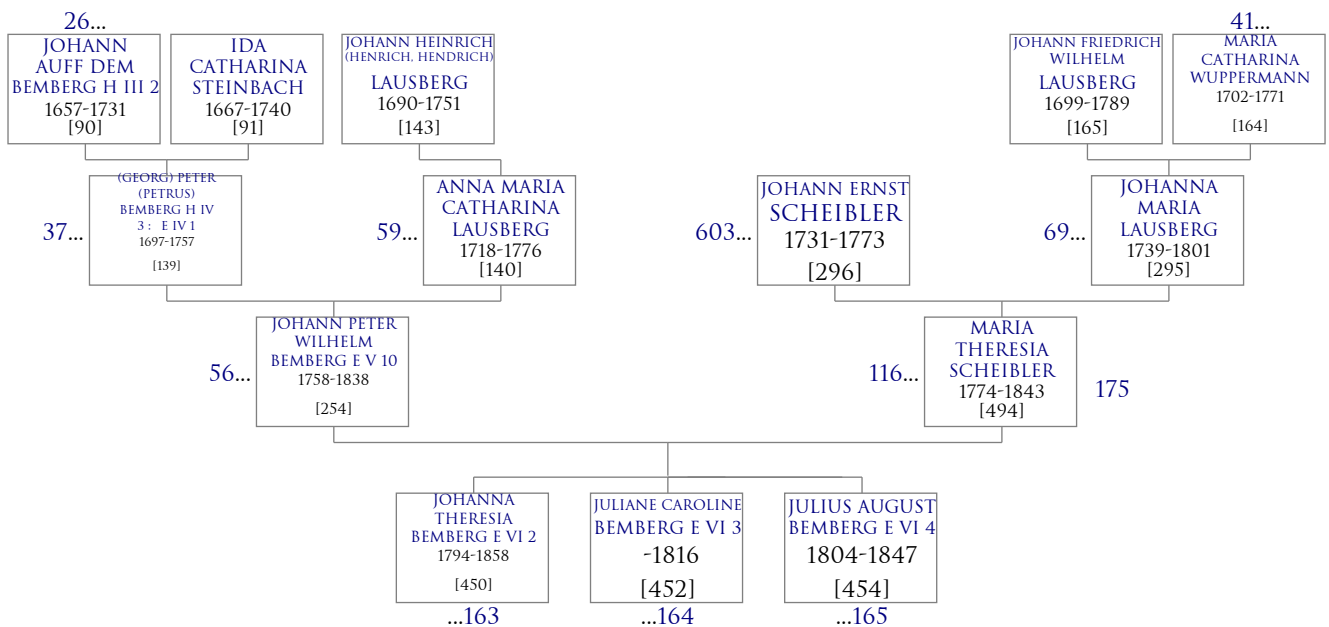 26...
JOHANN
AUFF DEM
BEMBERG H III 2
1657-1731
[90]
IDA
CATHARINA
STEINBACH
1667-1740
[91]
JOHANN HEINRICH
(HENRICH, HENDRICH)
LAUSBERG
1690-1751
[143]
JOHANN FRIEDRICH
WILHELM
LAUSBERG
1699-1789
[165]
41...
MARIA
CATHARINA
WUPPERMANN
1702-1771
[164]
37...
(GEORG) PETER
(PETRUS)
BEMBERG H IV
3 : E IV 1
1697-1757
[139]
59...
ANNA MARIA
CATHARINA
LAUSBERG
1718-1776
[140]
603...
JOHANN ERNST
SCHEIBLER
1731-1773
[296]
69...
JOHANNA
MARIA
LAUSBERG
1739-1801
[295]
56...
JOHANN PETER
WILHELM
BEMBERG E V 10
1758-1838
[254]
116...
MARIA
THERESIA
SCHEIBLER
1774-1843
[494]
175
JOHANNA
THERESIA
BEMBERG E VI 2
1794-1858
[450]
...163
JULIANE CAROLINE
BEMBERG E VI 3
-1816
[452]
...164
JULIUS AUGUST
BEMBERG E VI 4
1804-1847
[454]
...165